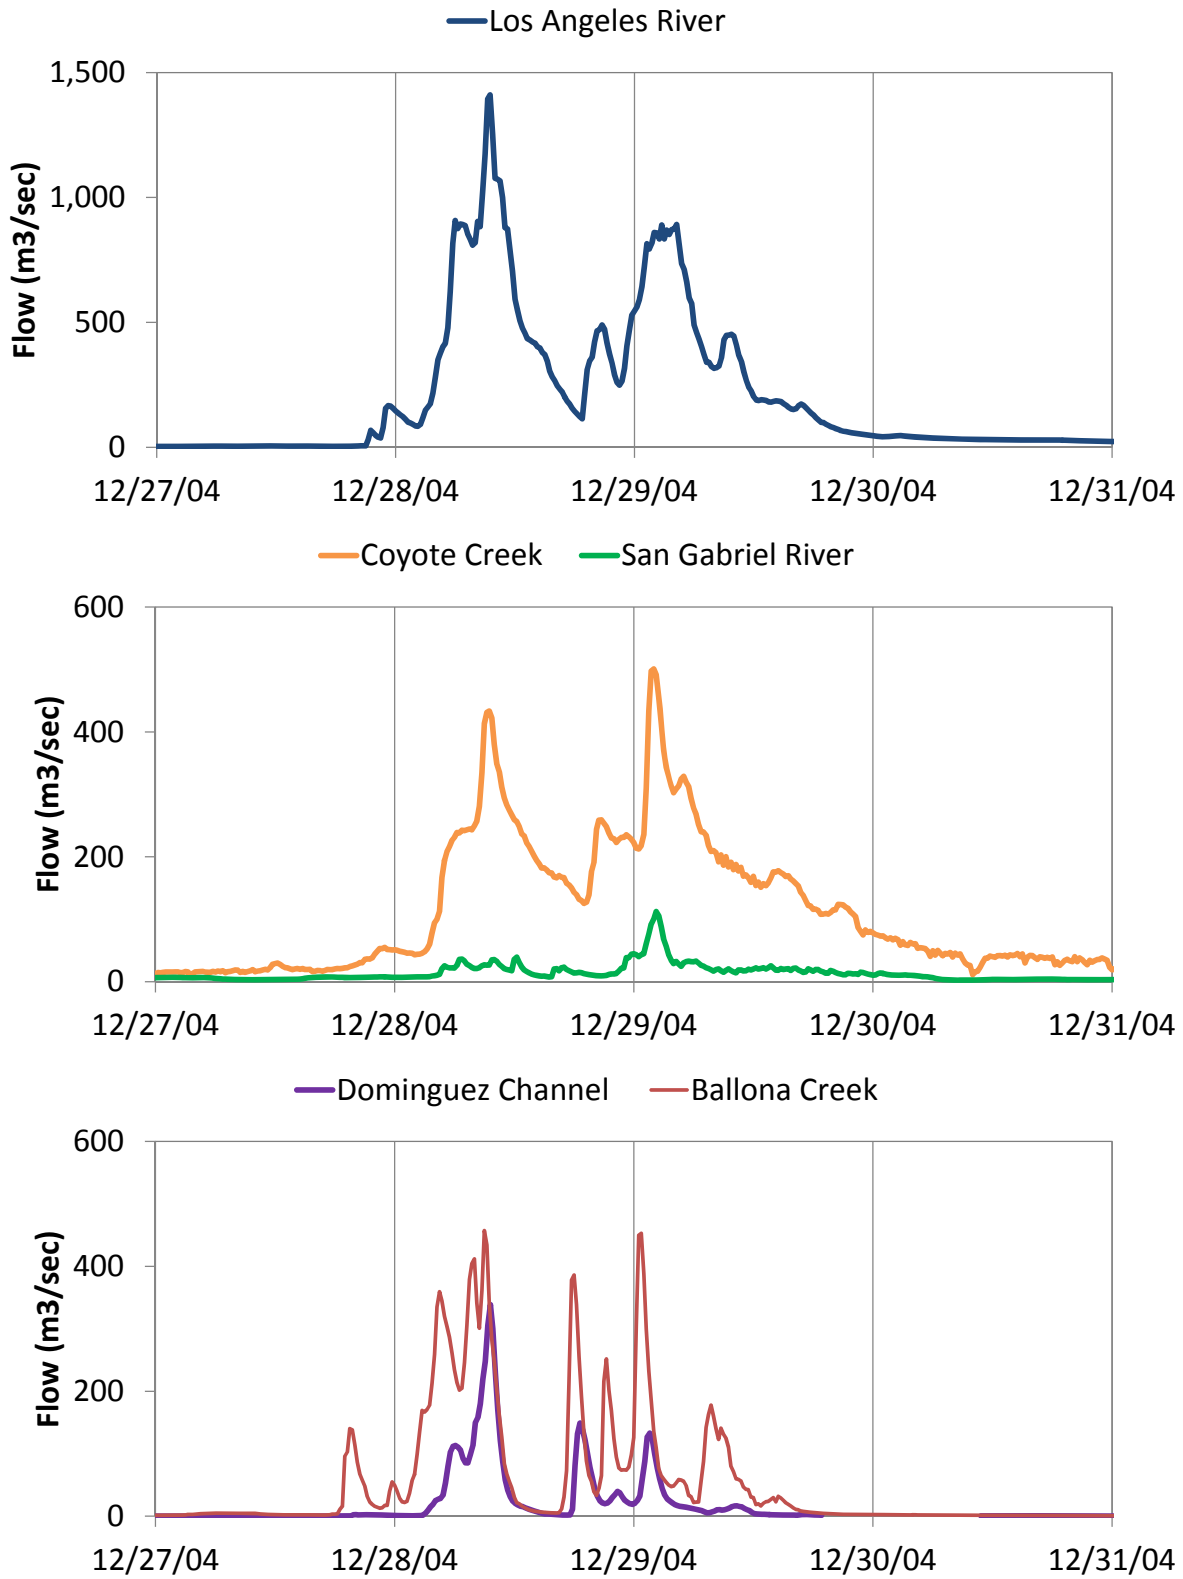 Los Angeles River
1,500
1,000
500
0
Flow (m3/sec)
12/27/04 12/28/04 12/29/04 12/30/04 12/31/04
Coyote Creek San Gabriel River
600
400
200
0
Flow (m3/sec)
12/27/04 12/28/04 12/29/04 12/30/04 12/31/04
Dominguez Channel Ballona Creek
600
400
200
0
Flow (m3/sec)
12/27/04 12/28/04 12/29/04 12/30/04 12/31/04